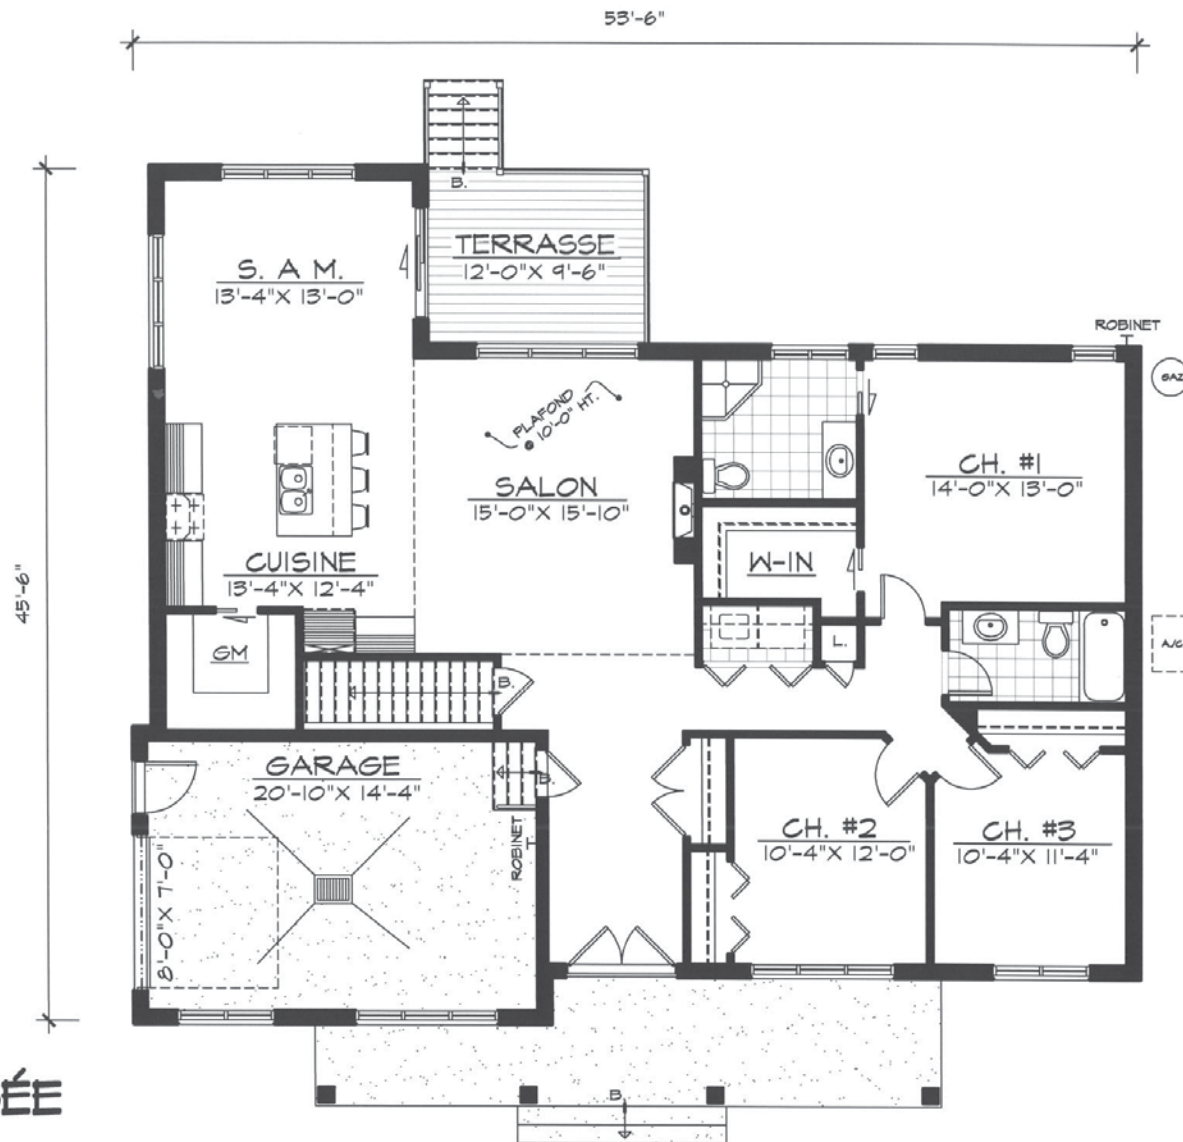 53'-6"
B.
TERRASSE
12'-0" X 9'-6"
S. A M.
13'-4" X 13'-0"
ROBINET
GAZ
PLAFOND
10'-0" HT.
CH. #1
14'-0" X 13'-0"
SALON
15'-0" X 15'-10"
CUISINE
13'-4" X 12'-4"
W-IN
45'-6"
L.
A/C
GM
B.
GARAGE
20'-10" X 14'-4"
B.
ROBINET
CH. #2
10'-4" X 12'-0"
CH. #3
10'-4" X 11'-4"
8'-0" X 7'-0"
ÉE
B.